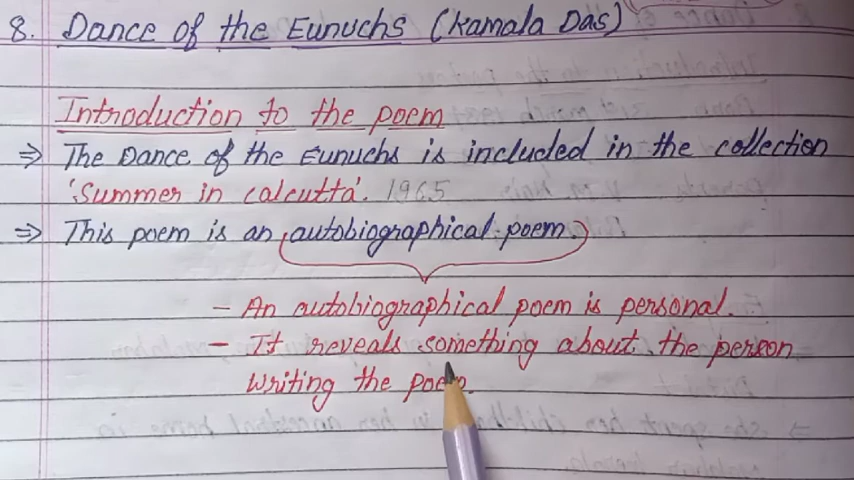 8. Dance of the Eunuchs (Kamala Das)
Introduction to the poem
⇒ The Dance of the Eunuchs is included in the collection
'Summer in calcutta'. 1965
⇒ This poem is an autobiographical poem.
- An autobiographical poem is personal.
- It reveals something about the person
writing the poem.